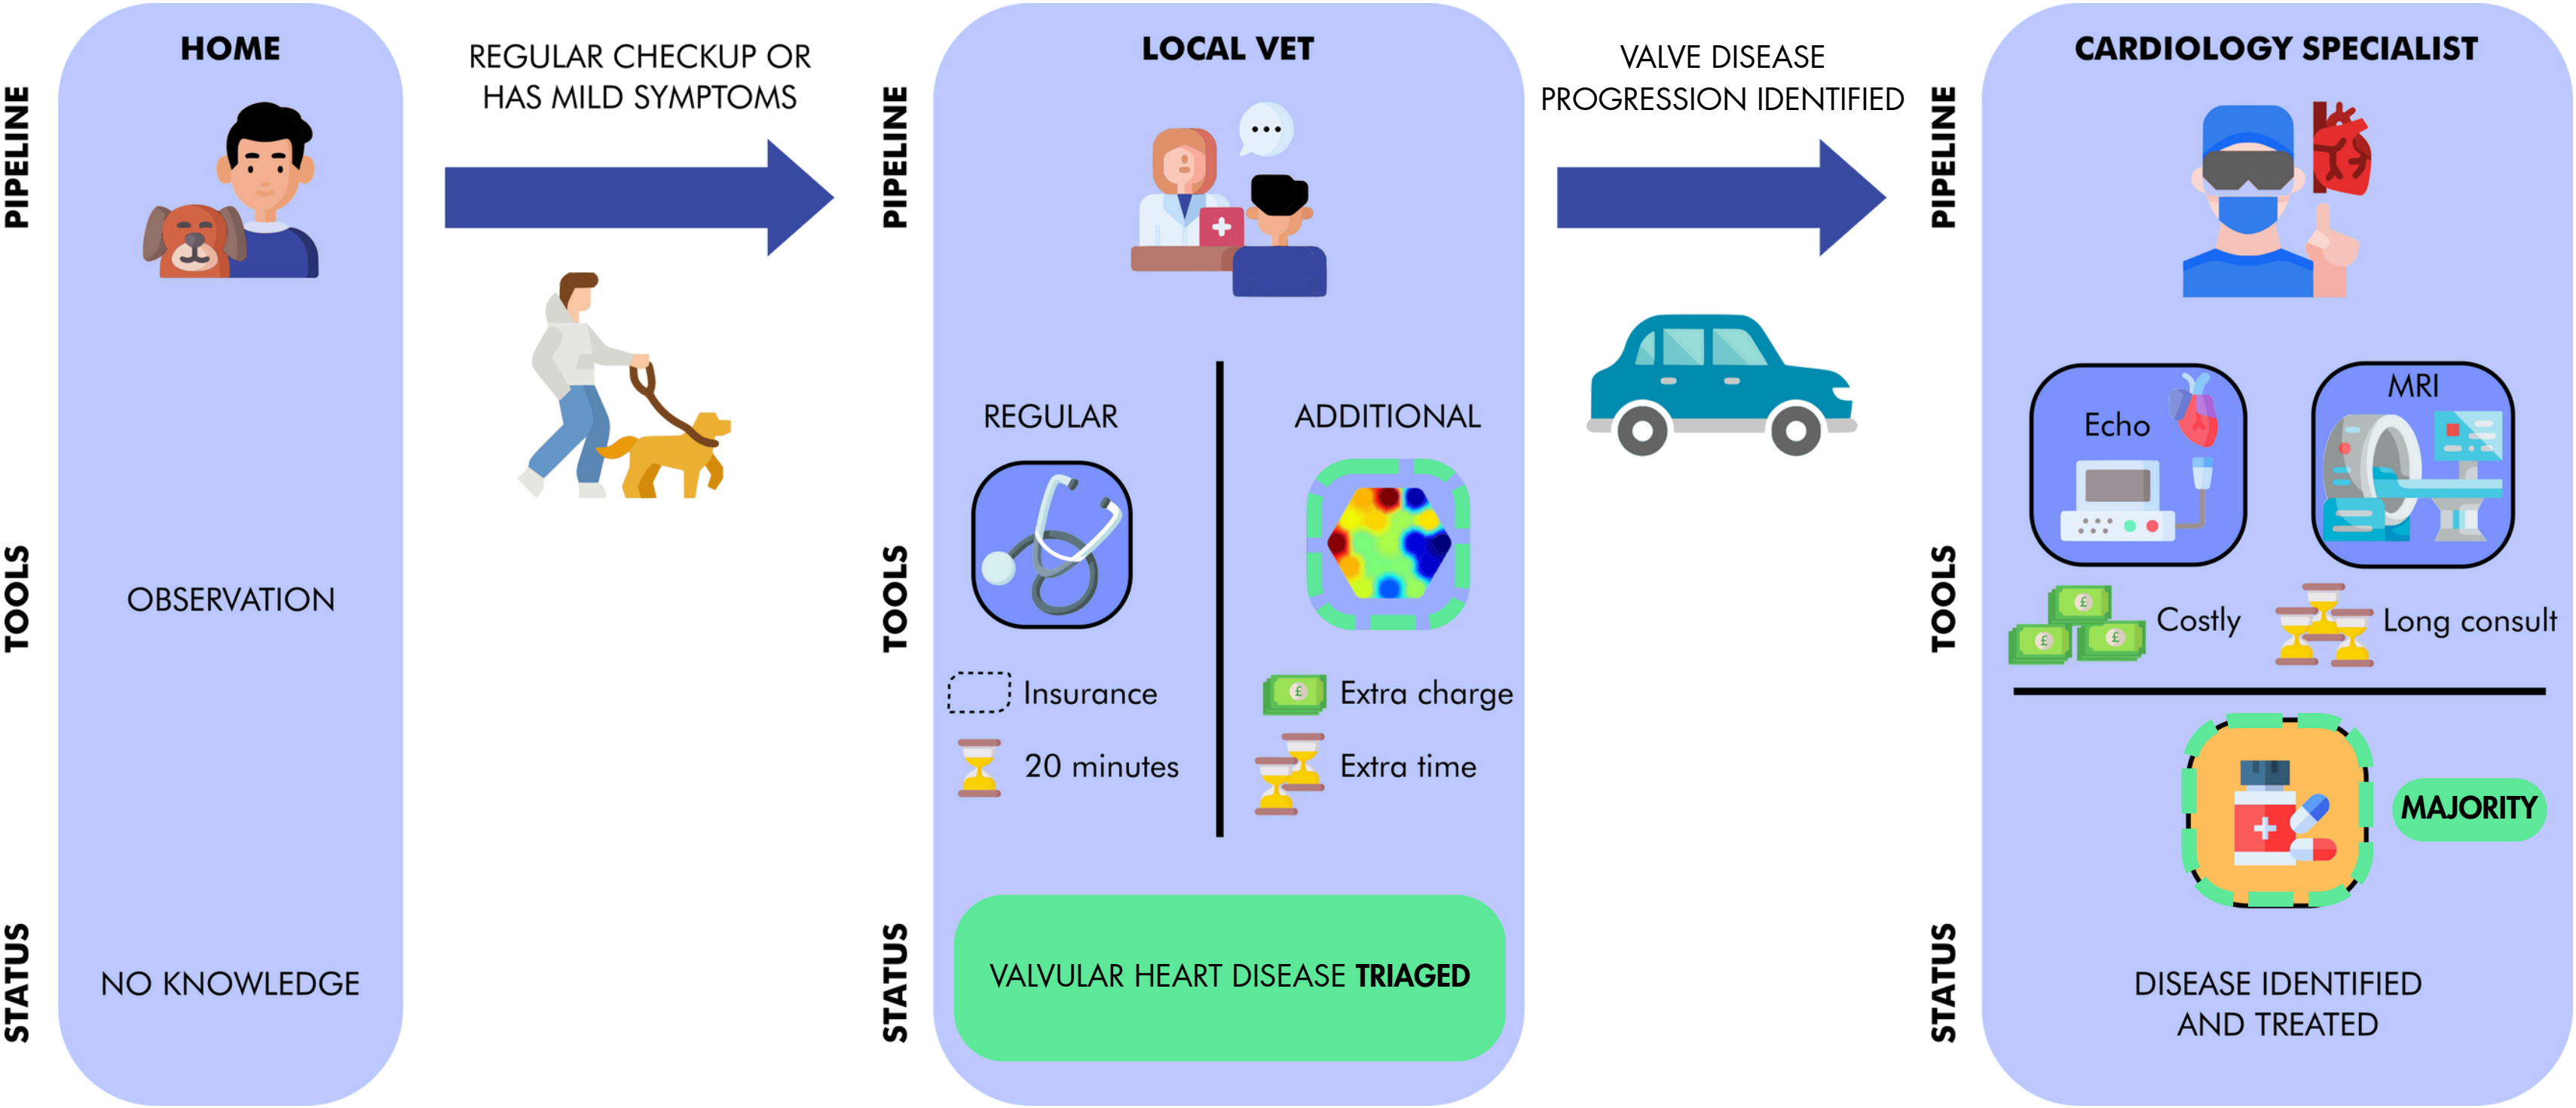 HOME
PIPELINE
TOOLS
OBSERVATION
STATUS
NO KNOWLEDGE
REGULAR CHECKUP OR
HAS MILD SYMPTOMS
LOCAL VET
PIPELINE
TOOLS
REGULAR
Insurance
20 minutes
ADDITIONAL
£
Extra charge
Extra time
STATUS
VALVULAR HEART DISEASE TRIAGED
VALVE DISEASE
PROGRESSION IDENTIFIED
CARDIOLOGY SPECIALIST
PIPELINE
TOOLS
Echo
MRI
£
£
£
Costly
Long consult
MAJORITY
STATUS
DISEASE IDENTIFIED
AND TREATED